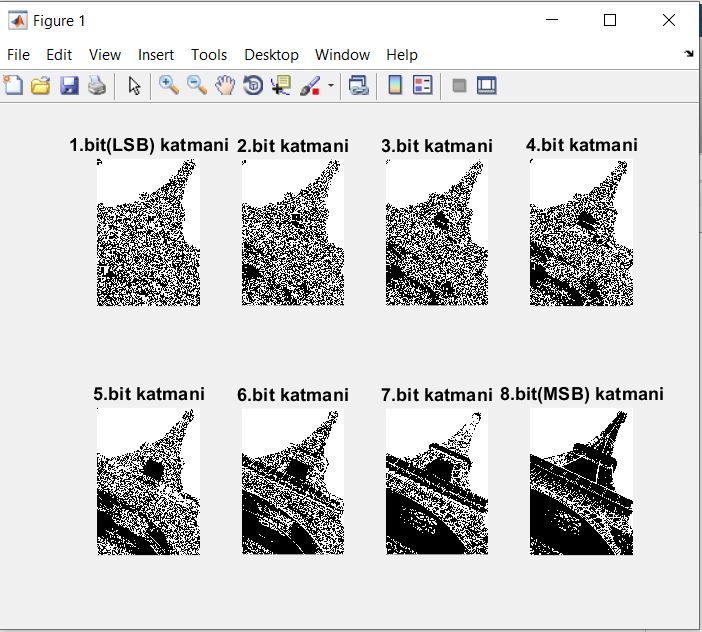 Figure 1
File Edit View Insert Tools Desktop Window Help
1.bit(LSB) katmani 2.bit katmani 3.bit katmani 4.bit katmani
5.bit katmani 6.bit katmani 7.bit katmani 8.bit(MSB) katmani